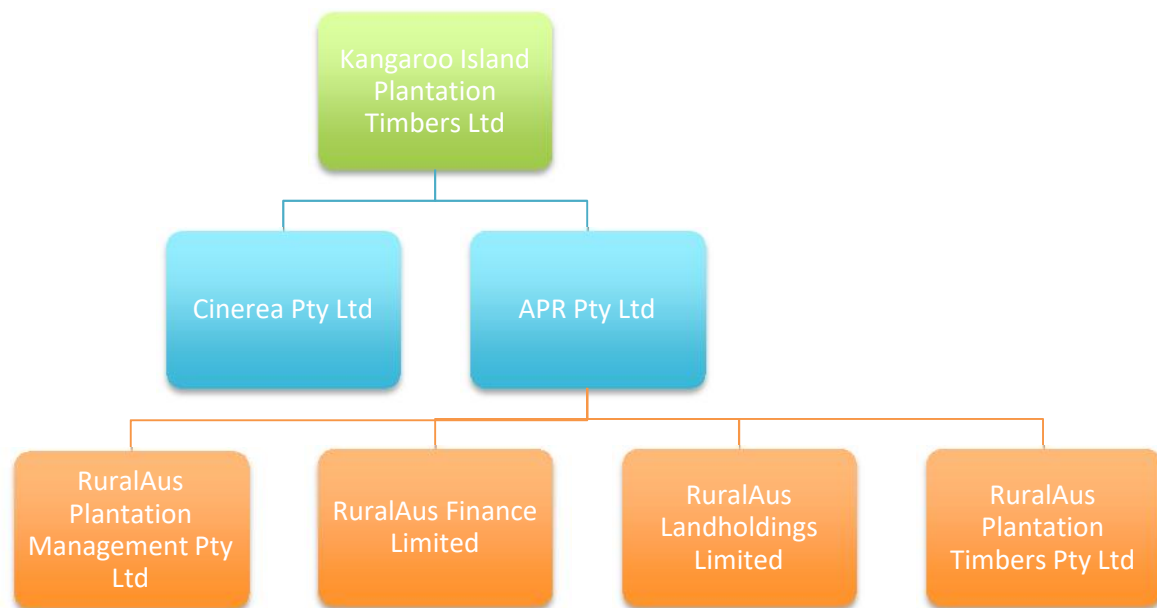 Kangaroo Island
Plantation
Timbers Ltd
Cinerea Pty Ltd
APR Pty Ltd
RuralAus
Plantation
Management Pty
Ltd
RuralAus Finance
Limited
RuralAus
Landholdings
Limited
RuralAus
Plantation
Timbers Pty Ltd